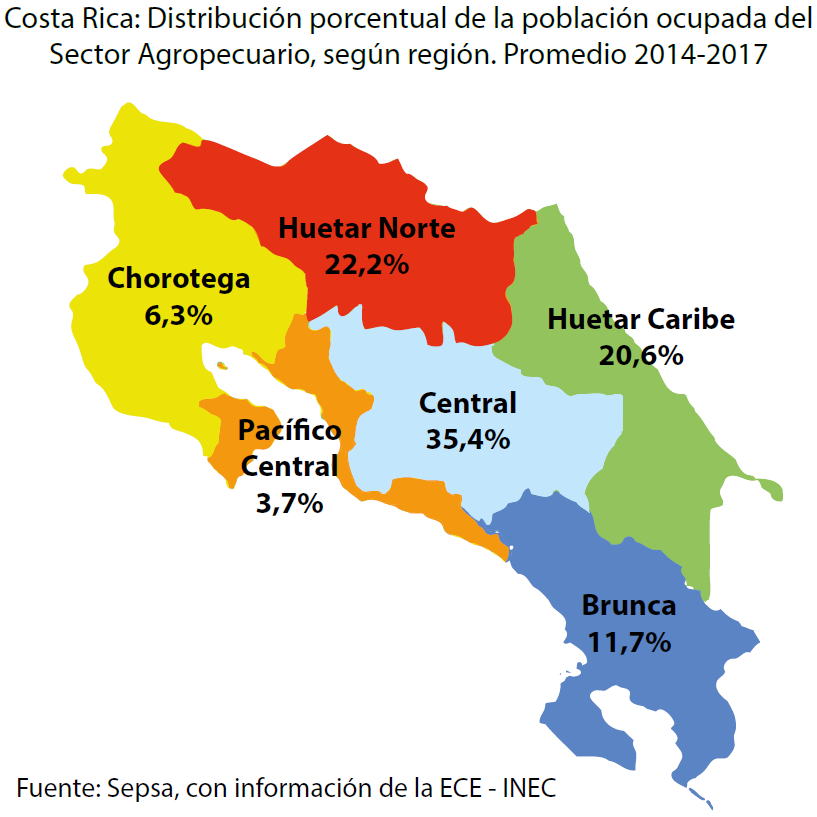 Costa Rica: Distribución porcentual de la población ocupada del
Sector Agropecuario, según región. Promedio 2014-2017
Huetar Norte
22,2%
Chorotega
6,3%
Huetar Caribe
20,6%
Central
35,4%
Pacífico
Central
3,7%
Brunca
11,7%
Fuente: Sepsa, con información de la ECE - INEC